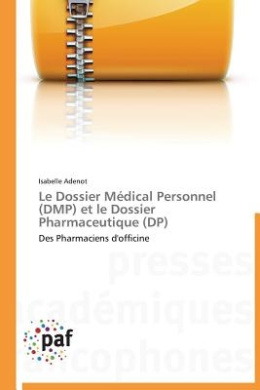 Isabelle Adenot
Le Dossier Médical Personnel
(DMP) et le Dossier
Pharmaceutique (DP)
Des Pharmaciens d'officine
presses
académiques
francophones
paf